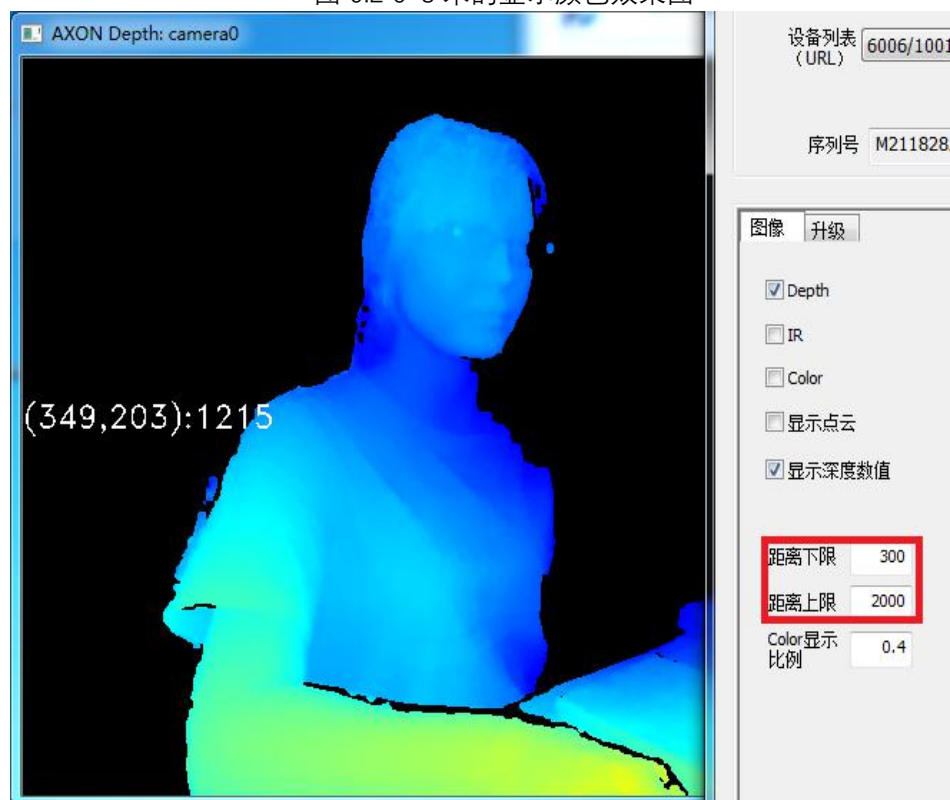 AXON Depth: camera0
设备列表
(URL)
6006/1001
序列号
M211828
图像
升级
Depth
IR
Color
显示点云
显示深度数值
(349,203):1215
距离下限
300
距离上限
2000
Color显示
比例
0.4